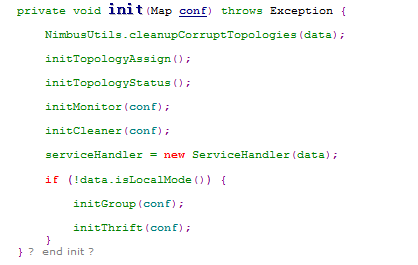 private void init(Map conf) throws Exception {
NimbusUtils.cleanupCorruptTopologies(data);
initTopologyAssign();
initTopologyStatus();
initMonitor(conf);
initCleaner(conf);
serviceHandler = new ServiceHandler(data);
if (!data.isLocalMode()) {
initGroup(conf);
initThrift(conf);
}
} ? end init ?